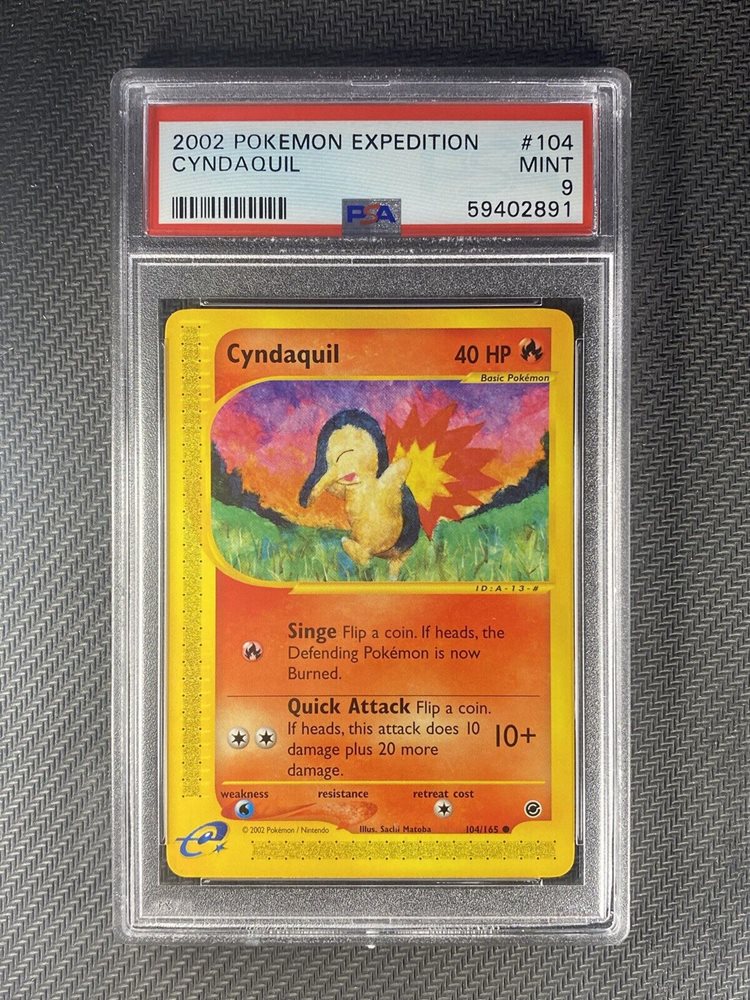 2002 POKEMON EXPEDITION #104
CYNDAQUIL MINT
9
PSA 59402891
Cyndaquil 40 HP
Basic Pokémon
ID:A-13-#
Singe Flip a coin. If heads, the
Defending Pokémon is now
Burned.
Quick Attack Flip a coin.
If heads, this attack does 10
damage plus 20 more
damage.
10+
weakness resistance retreat cost
© 2002 Pokémon / Nintendo Illus. Sachi Matoba 104/165
e